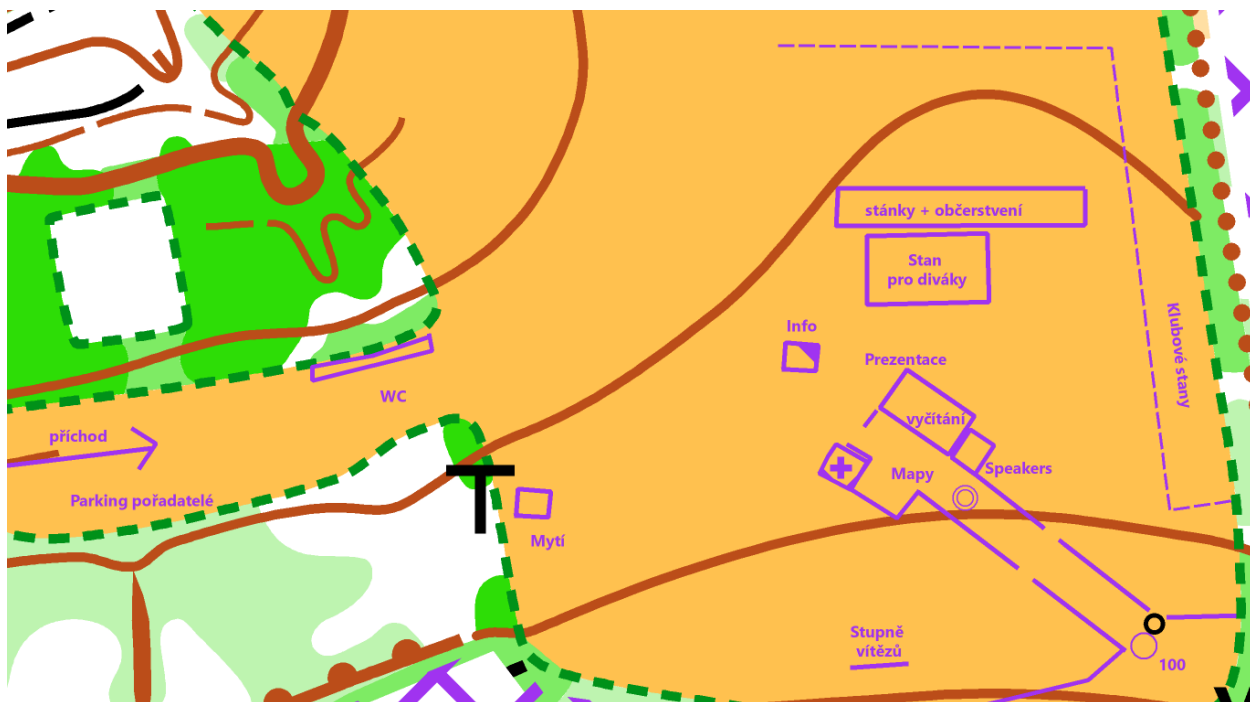 stánky + občerstvení
Stan
pro diváky
Info
Klubové stany
Prezentace
WC
vyčítání
příchod
Speakers
Mapy
Parking pořadatelé
Mytí
Stupně
vítězů
100